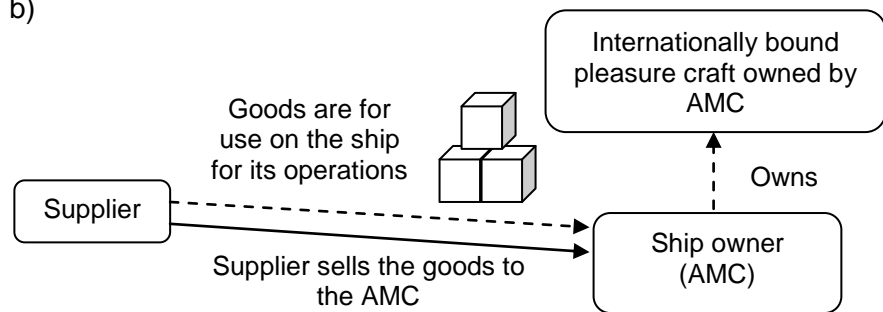 b)
Internationally bound
pleasure craft owned by
AMC
Goods are for
use on the ship
for its operations
Owns
Supplier
Ship owner
(AMC)
Supplier sells the goods to
the AMC